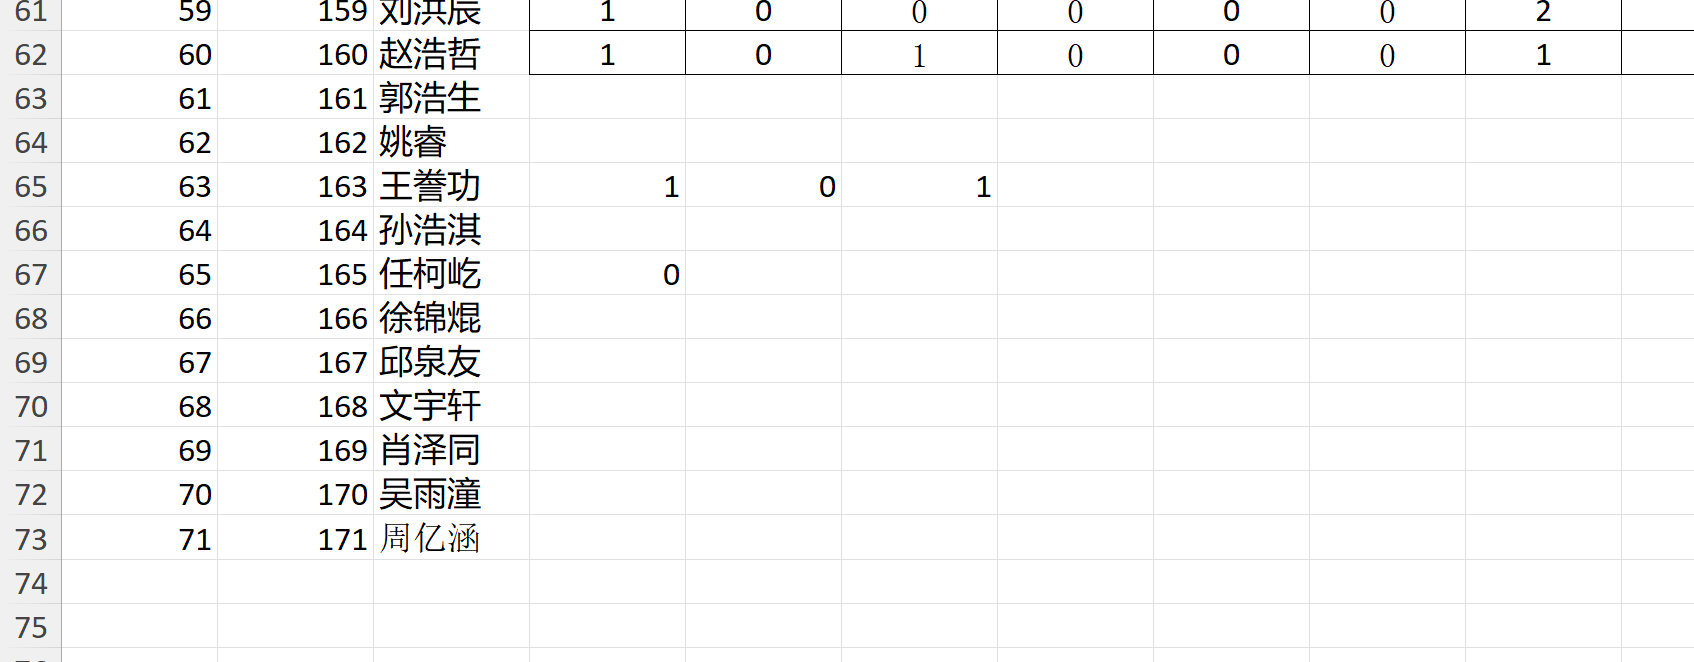 61 59 159 刘洪辰 1 0 0 0 0 0 2
62 60 160 赵浩哲 1 0 1 0 0 0 1
63 61 161 郭浩生
64 62 162 姚睿
65 63 163 王誊功 1 0 1
66 64 164 孙浩淇
67 65 165 任柯屹 0
68 66 166 徐锦焜
69 67 167 邱泉友
70 68 168 文宇轩
71 69 169 肖泽同
72 70 170 吴雨潼
73 71 171 周亿涵
74
75